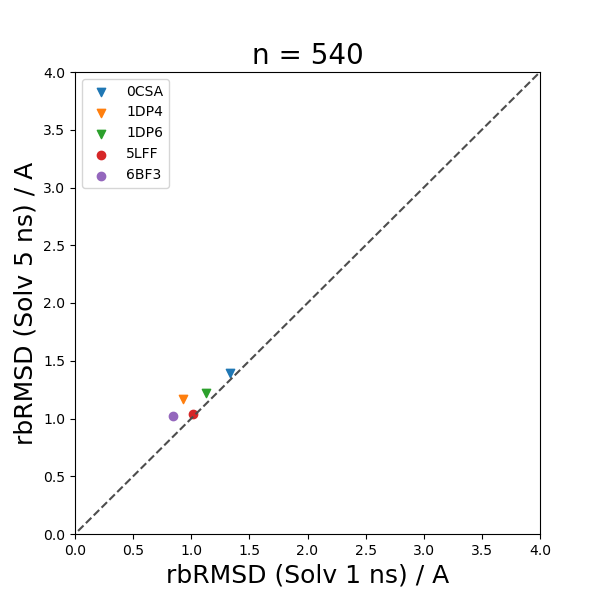 n = 540
0CSA
1DP4
1DP6
5LFF
6BF3
4.0
3.5
3.0
2.5
2.0
1.5
1.0
0.5
0.0
rbRMSD (Solv 5 ns) / A
0.0 0.5 1.0 1.5 2.0 2.5 3.0 3.5 4.0
rbRMSD (Solv 1 ns) / A